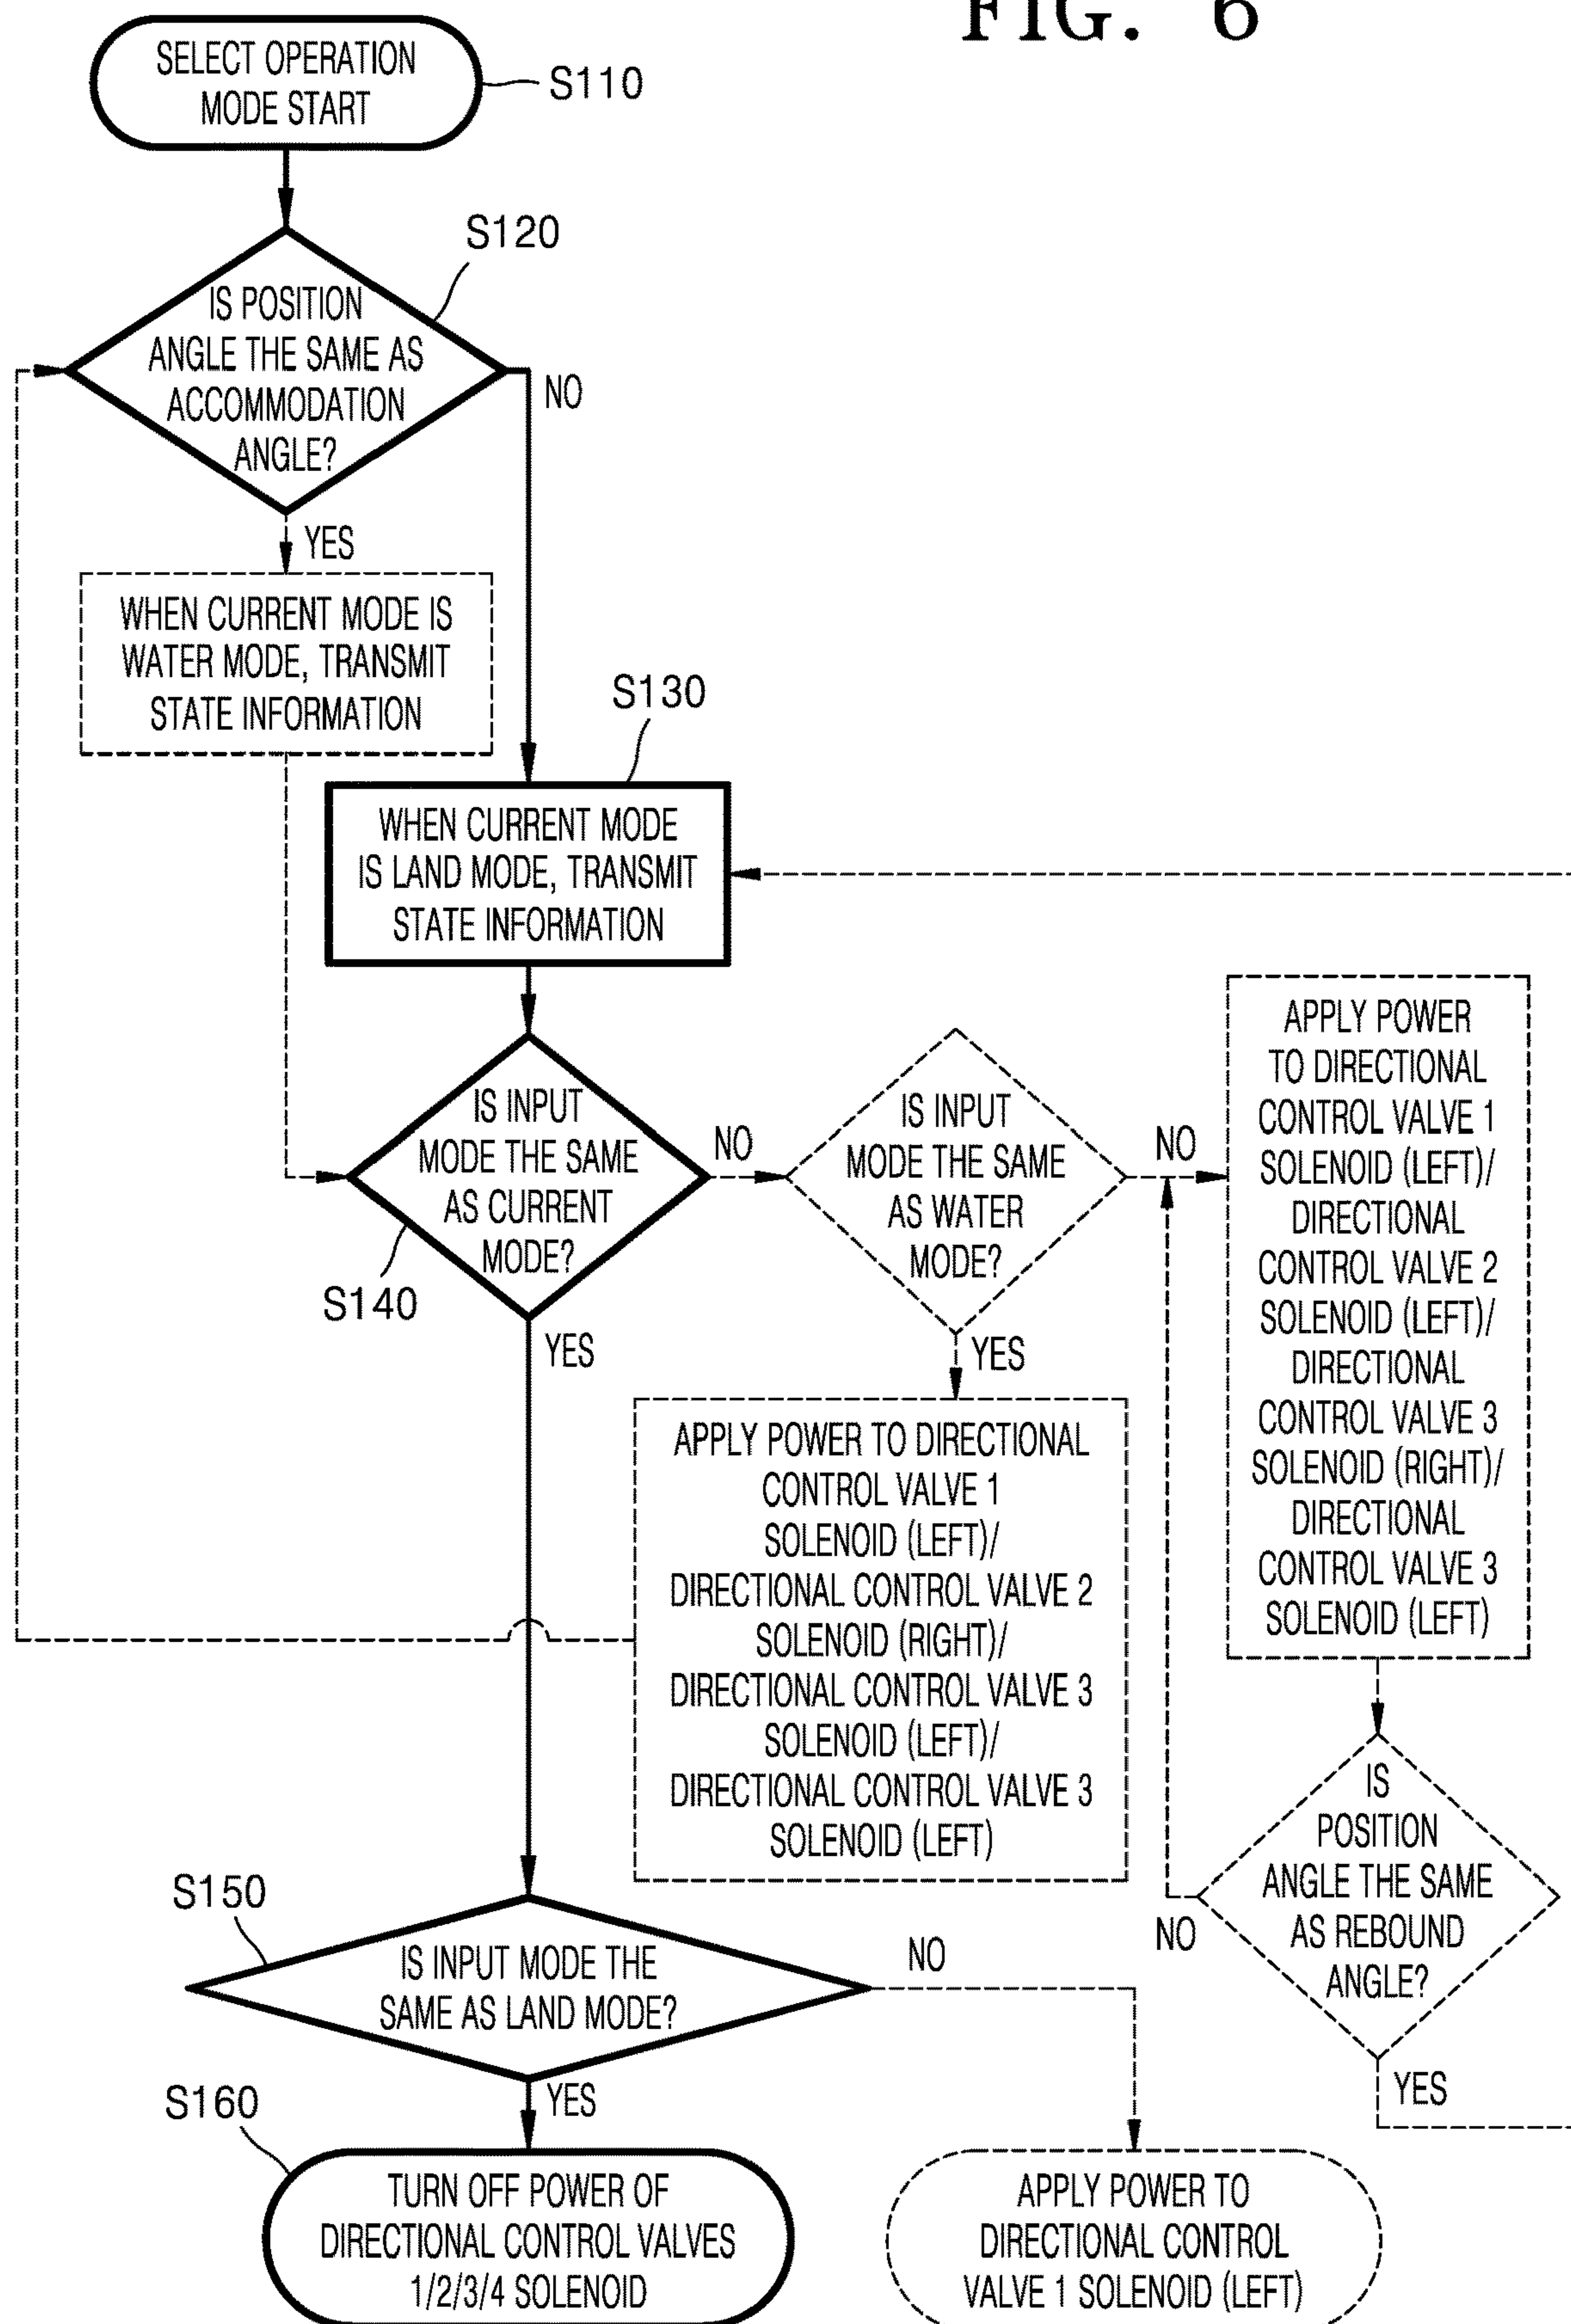 FIG. 6
SELECT OPERATION
MODE START
S110
S120
IS POSITION
ANGLE THE SAME AS
ACCOMMODATION
ANGLE?
NO
YES
WHEN CURRENT MODE IS
WATER MODE, TRANSMIT
STATE INFORMATION
S130
WHEN CURRENT MODE
IS LAND MODE, TRANSMIT
STATE INFORMATION
IS INPUT
MODE THE SAME
AS CURRENT
MODE?
S140
NO
YES
IS INPUT
MODE THE SAME
AS WATER
MODE?
NO
YES
APPLY POWER
TO DIRECTIONAL
CONTROL VALVE 1
SOLENOID (LEFT)/
DIRECTIONAL
CONTROL VALVE 2
SOLENOID (LEFT)/
DIRECTIONAL
CONTROL VALVE 3
SOLENOID (RIGHT)/
DIRECTIONAL
CONTROL VALVE 3
SOLENOID (LEFT)
APPLY POWER TO DIRECTIONAL
CONTROL VALVE 1
SOLENOID (LEFT)/
DIRECTIONAL CONTROL VALVE 2
SOLENOID (RIGHT)/
DIRECTIONAL CONTROL VALVE 3
SOLENOID (LEFT)/
DIRECTIONAL CONTROL VALVE 3
SOLENOID (LEFT)
IS
POSITION
ANGLE THE SAME
AS REBOUND
ANGLE?
NO
YES
S150
IS INPUT MODE THE
SAME AS LAND MODE?
NO
YES
S160
TURN OFF POWER OF
DIRECTIONAL CONTROL VALVES
1/2/3/4 SOLENOID
APPLY POWER TO
DIRECTIONAL CONTROL
VALVE 1 SOLENOID (LEFT)